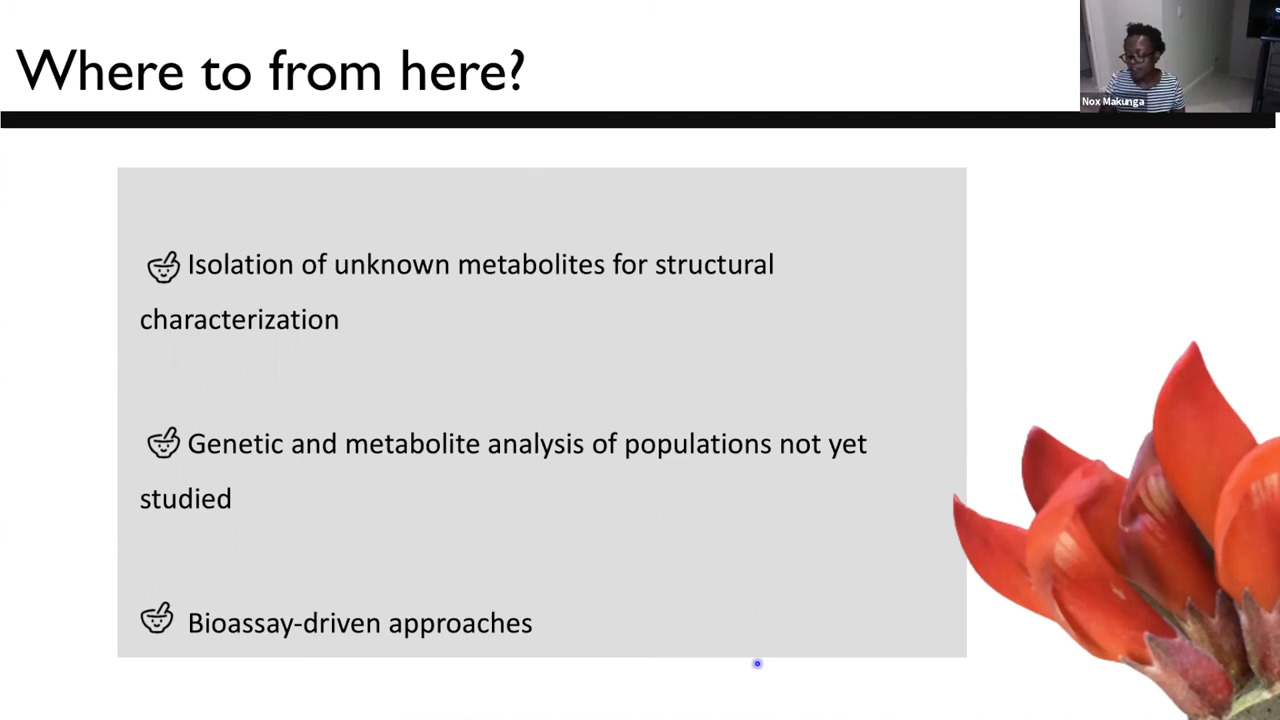 Where to from here?
Nox Makunga
Isolation of unknown metabolites for structural
characterization
Genetic and metabolite analysis of populations not yet
studied
Bioassay-driven approaches